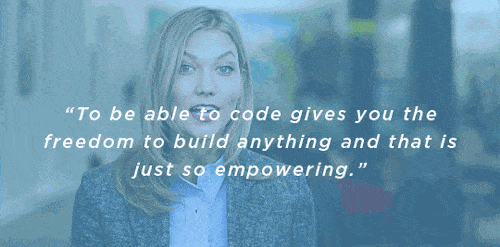 “To be able to code gives you the
freedom to build anything and that is
just so empowering.”